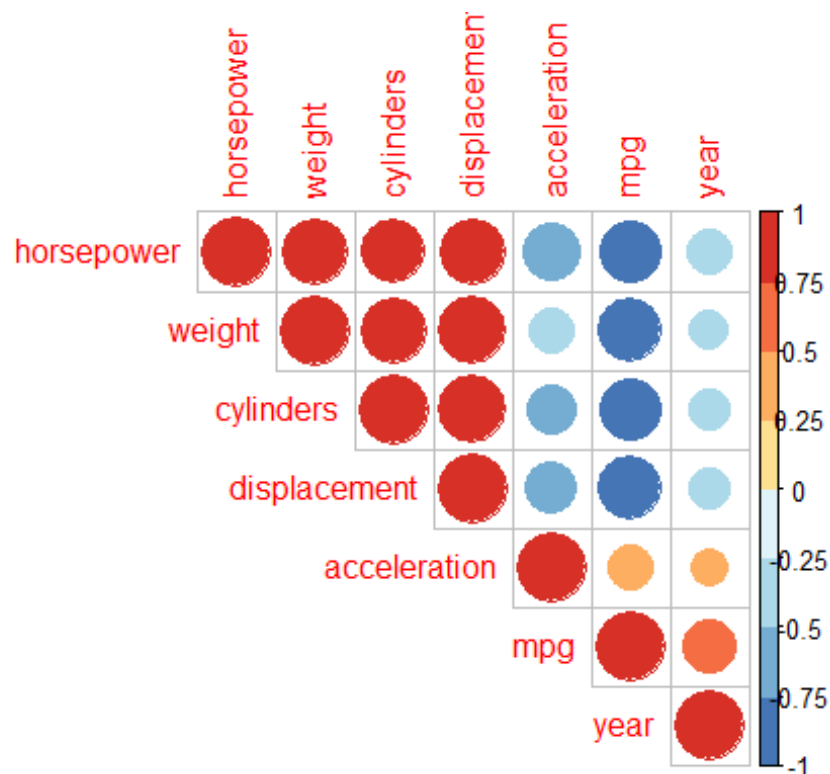 horsepower
weight
cylinders
displacemen
acceleration
mpg
year
horsepower
weight
cylinders
displacement
acceleration
mpg
year
1
0.75
0.5
0.25
0
-0.25
-0.5
-0.75
-1